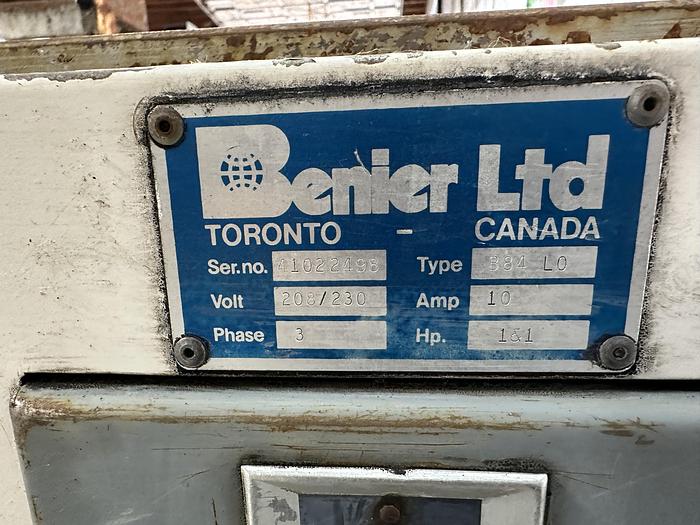 Benier Ltd
TORONTO - CANADA
Ser.no. 41022498 Type B84 LO
Volt 208/230 Amp 10
Phase 3 Hp. 1&1